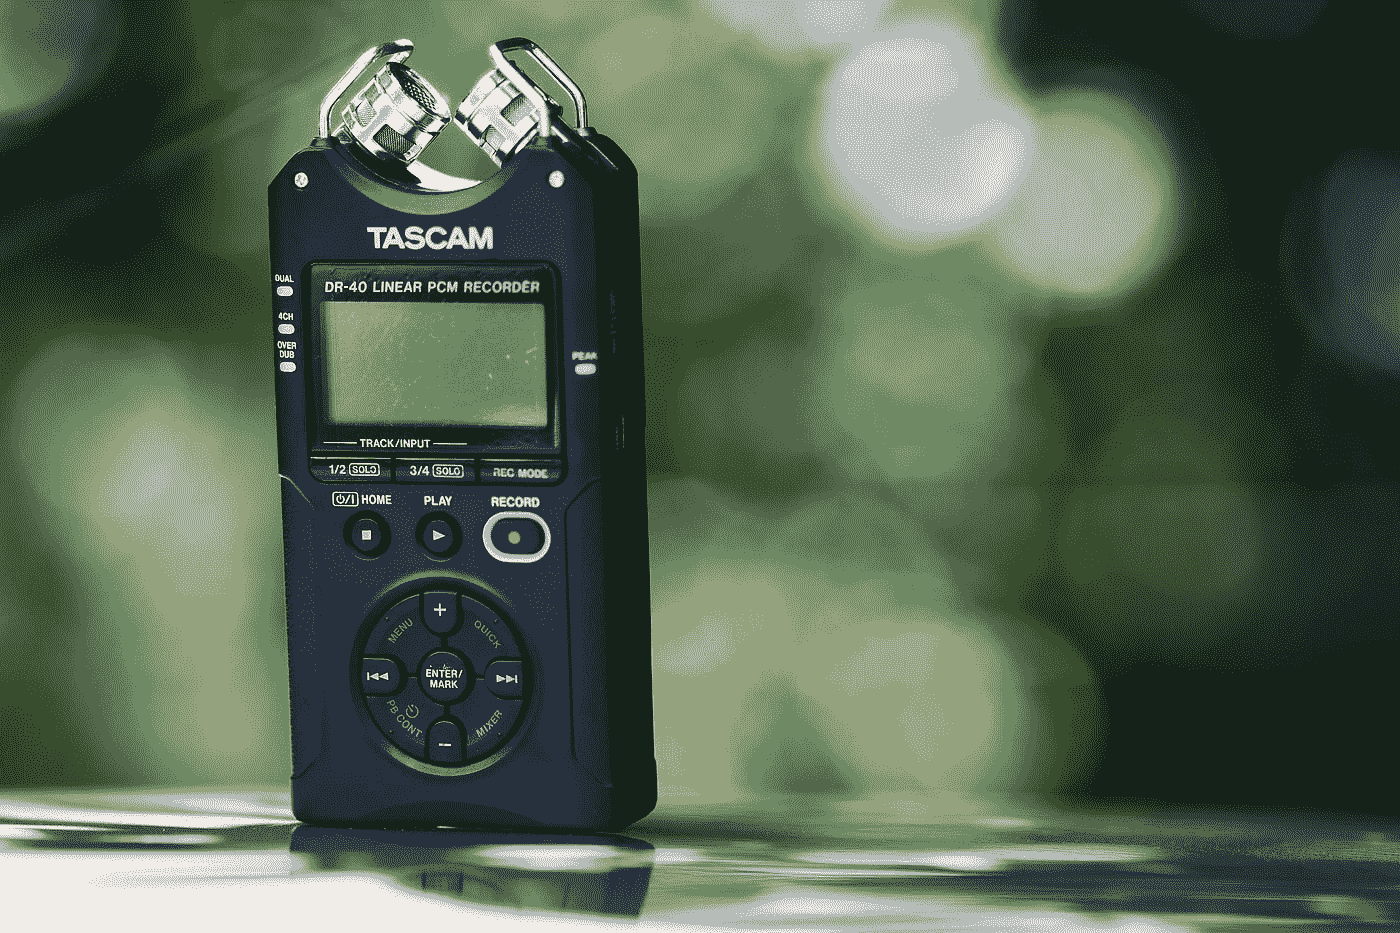 TASCAM
DR-40 LINEAR PCM RECORDER
DUAL
4CH
OVER
DUB
PEAK
TRACK/INPUT
1/2 SOLO 3/4 SOLO REC MODE
HOME PLAY RECORD
+
MENU QUICK
ENTER/
MARK
PB CONT MIXER
-